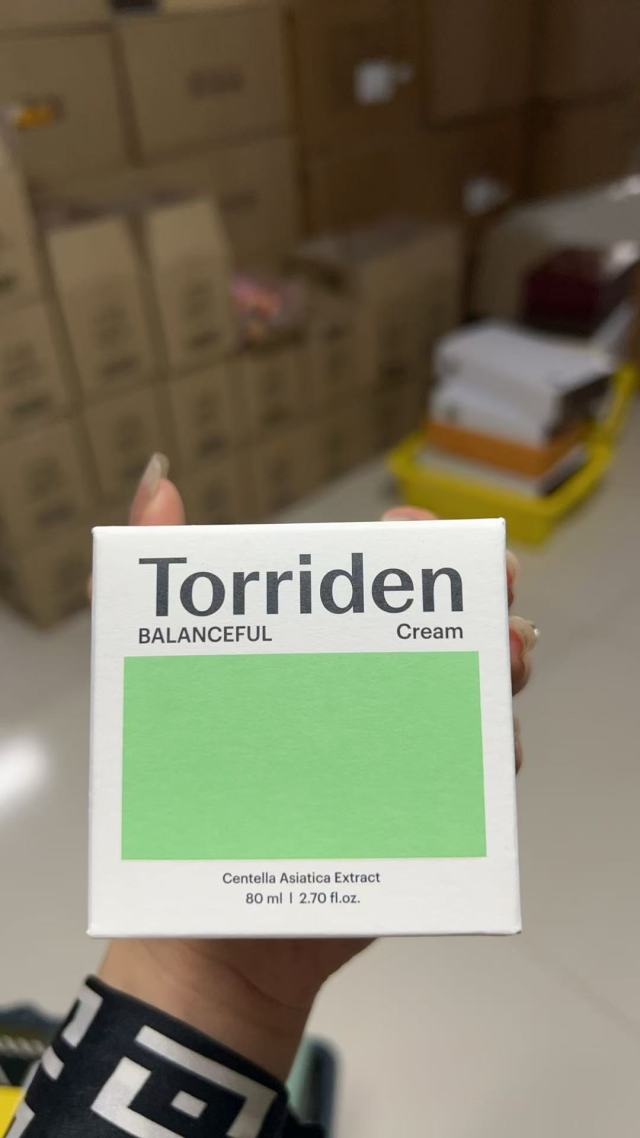 Torriden
BALANCEFUL Cream
Centella Asiatica Extract
80 ml | 2.70 fl.oz.